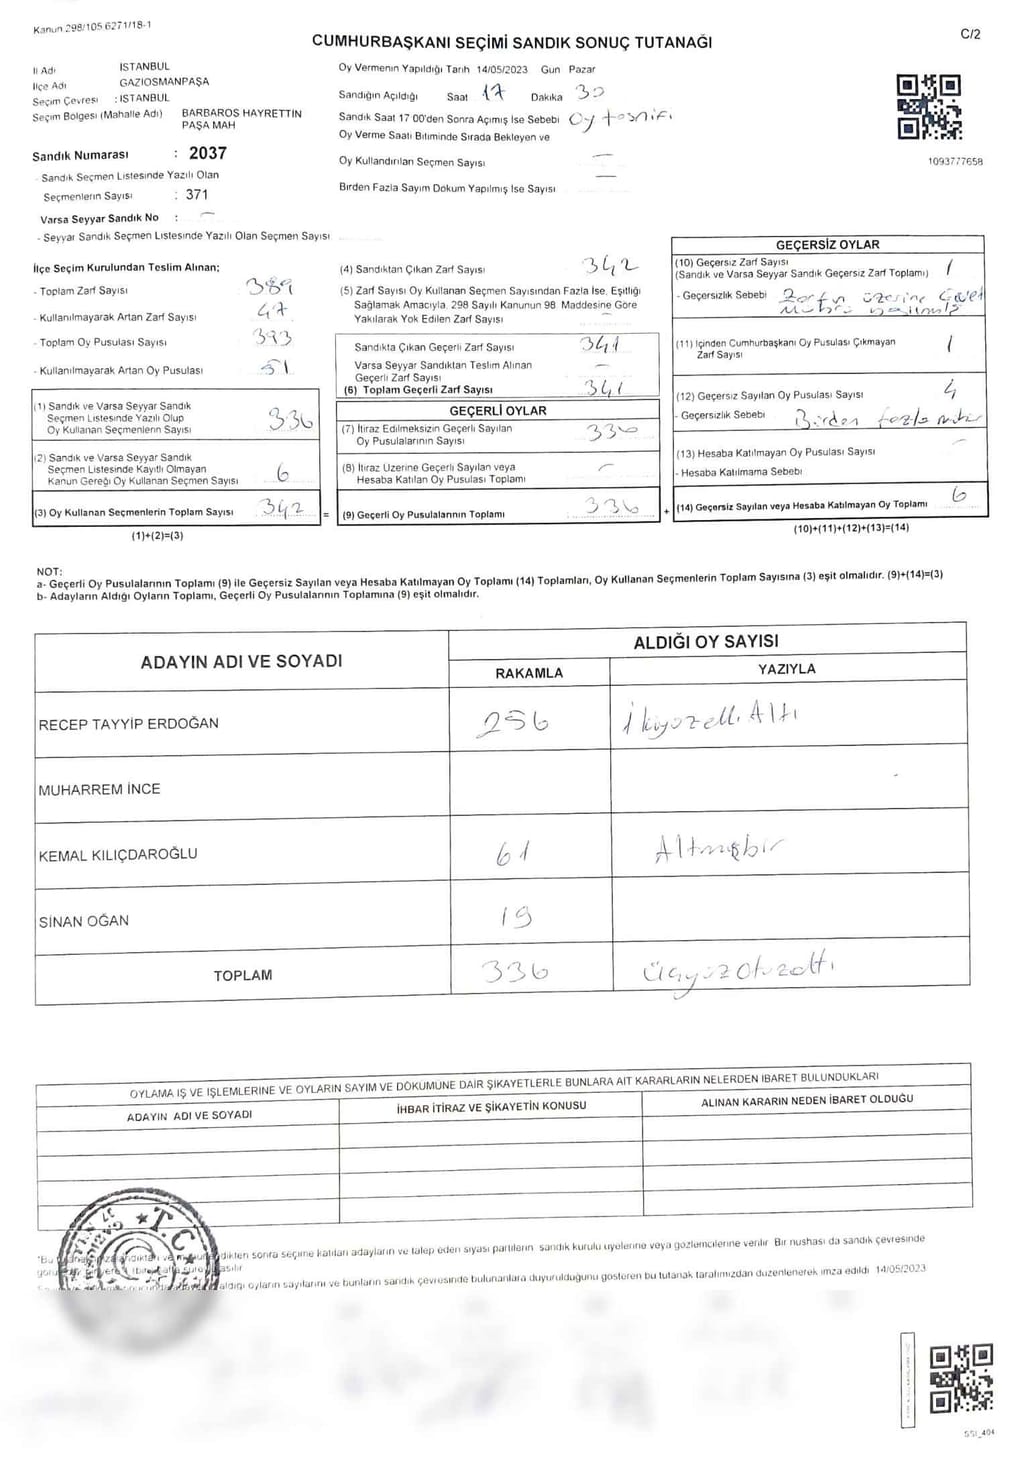 Kanun 298/105 6271/18-1
CUMHURBAŞKANI SEÇİMİ SANDIK SONUÇ TUTANAĞI
C/2
İl Adı İSTANBUL
İlçe Adı GAZİOSMANPAŞA
Seçim Çevresi : İSTANBUL
Seçim Bölgesi (Mahalle Adı) BARBAROS HAYRETTİN
PAŞA MAH
Sandık Numarası : 2037
- Sandık Seçmen Listesinde Yazılı Olan
Seçmenlerin Sayısı : 371
Varsa Seyyar Sandık No : —
- Seyyar Sandık Seçmen Listesinde Yazılı Olan Seçmen Sayısı
Oy Vermenin Yapıldığı Tarih 14/05/2023 Gün Pazar
Sandığın Açıldığı Saat 17 Dakika 30
Sandık Saat 17 00'den Sonra Açımış İse Sebebi Oy tasnifi
Oy Verme Saati Bitiminde Sırada Bekleyen ve
Oy Kullandırılan Seçmen Sayısı —
Birden Fazla Sayım Döküm Yapılmış İse Sayısı —
1093777658
İlçe Seçim Kurulundan Teslim Alınan;
- Toplam Zarf Sayısı 389
- Kullanılmayarak Artan Zarf Sayısı 47
- Toplam Oy Pusulası Sayısı 393
- Kullanılmayarak Artan Oy Pusulası 51
(1) Sandık ve Varsa Seyyar Sandık
Seçmen Listesinde Yazılı Olup
Oy Kullanan Seçmenlerin Sayısı 336
(2) Sandık ve Varsa Seyyar Sandık
Seçmen Listesinde Kayıtlı Olmayan
Kanun Gereği Oy Kullanan Seçmen Sayısı 6
(3) Oy Kullanan Seçmenlerin Toplam Sayısı 342 =
(1)+(2)=(3)
(4) Sandıktan Çıkan Zarf Sayısı 342
(5) Zarf Sayısı Oy Kullanan Seçmen Sayısından Fazla İse, Eşitliği
Sağlamak Amacıyla, 298 Sayılı Kanunun 98. Maddesine Göre
Yakılarak Yok Edilen Zarf Sayısı —
Sandıkta Çıkan Geçerli Zarf Sayısı 341
Varsa Seyyar Sandıktan Teslim Alınan
Geçerli Zarf Sayısı —
(6) Toplam Geçerli Zarf Sayısı 341
GEÇERLİ OYLAR
(7) İtiraz Edilmeksizin Geçerli Sayılan
Oy Pusulalarının Sayısı 336
(8) İtiraz Üzerine Geçerli Sayılan veya
Hesaba Katılan Oy Pusulası Toplamı —
(9) Geçerli Oy Pusulalarının Toplamı 336 +
GEÇERSİZ OYLAR
(10) Geçersiz Zarf Sayısı
(Sandık ve Varsa Seyyar Sandık Geçersiz Zarf Toplamı) 1
- Geçersizlik Sebebi Zarfın üzerine
(11) İçinden Cumhurbaşkanı Oy Pusulası Çıkmayan
Zarf Sayısı 1
(12) Geçersiz Sayılan Oy Pusulası Sayısı 4
- Geçersizlik Sebebi Birden fazla mühür
(13) Hesaba Katılmayan Oy Pusulası Sayısı —
- Hesaba Katılmama Sebebi
(14) Geçersiz Sayılan veya Hesaba Katılmayan Oy Toplamı 6
(10)+(11)+(12)+(13)=(14)
NOT:
a- Geçerli Oy Pusulalarının Toplamı (9) ile Geçersiz Sayılan veya Hesaba Katılmayan Oy Toplamı (14) Toplamları, Oy Kullanan Seçmenlerin Toplam Sayısına (3) eşit olmalıdır. (9)+(14)=(3)
b- Adayların Aldığı Oyların Toplamı, Geçerli Oy Pusulalarının Toplamına (9) eşit olmalıdır.
ADAYIN ADI VE SOYADI
ALDIĞI OY SAYISI
RAKAMLA YAZIYLA
RECEP TAYYİP ERDOĞAN 256 İkiyüzelli Altı
MUHARREM İNCE
KEMAL KILIÇDAROĞLU 61 Altmışbir
SİNAN OĞAN 19
TOPLAM 336 Üçyüz Otuzaltı
OYLAMA İŞ VE İŞLEMLERİNE VE OYLARIN SAYIM VE DÖKÜMÜNE DAİR ŞİKAYETLERLE BUNLARA AİT KARARLARIN NELERDEN İBARET BULUNDUKLARI
ADAYIN ADI VE SOYADI İHBAR İTİRAZ VE ŞİKAYETİN KONUSU ALINAN KARARIN NEDEN İBARET OLDUĞU
T.C.
sonra seçime katılan adayların ve talep eden siyasi partilerin sandık kurulu üyelerine veya gözlemcilerine verilir Bir nüshası da sandık çevresinde
asılır
aldığı oyların sayılarını ve bunların sandık çevresinde bulunanlara duyurulduğunu gösteren bu tutanak tarafımızdan düzenlenerek imza edildi 14/05/2023
SSI_404